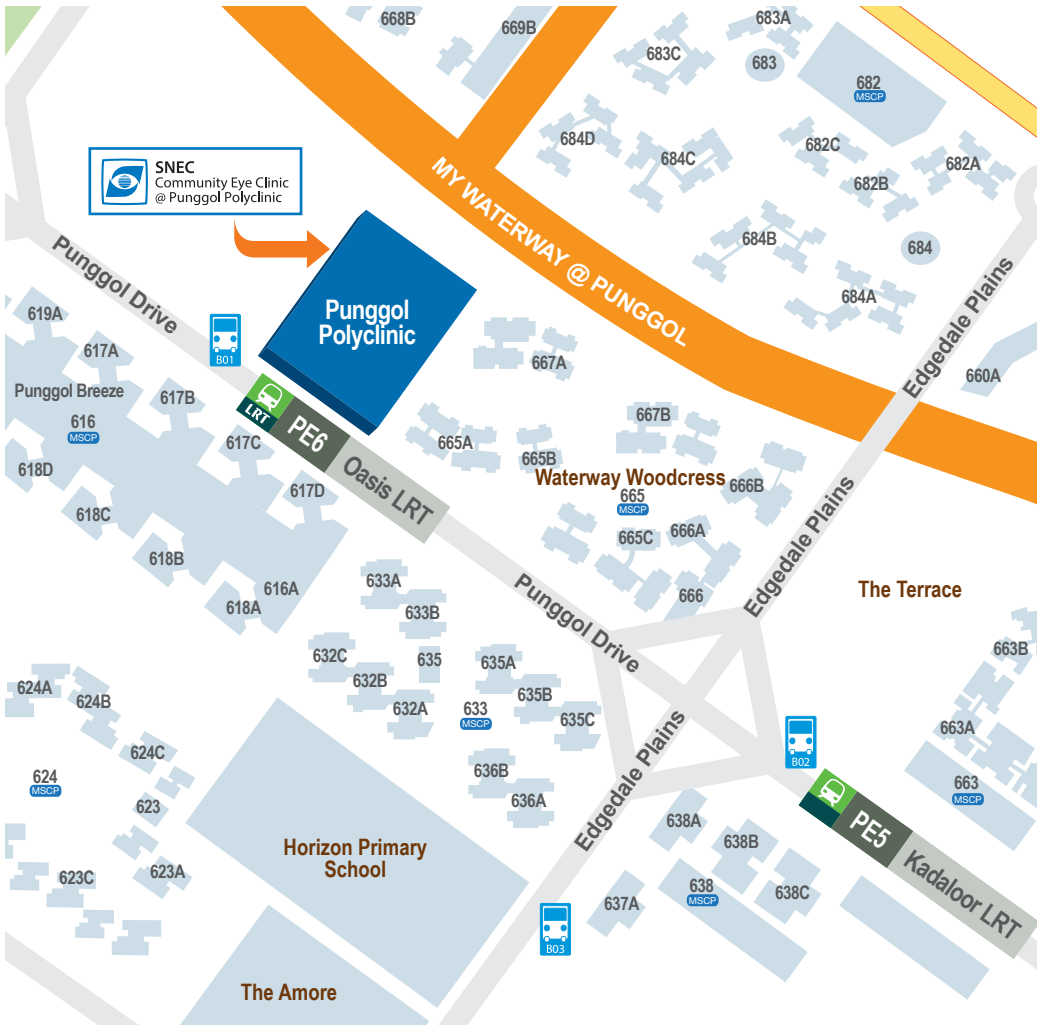 668B
669B
683A
683C
683
682
MSCP
684D
684C
682C
682A
682B
SNEC
Community Eye Clinic
@ Punggol Polyclinic
MY WATERWAY @ PUNGGOL
684B
684
684A
Edgedale Plains
Punggol Drive
Punggol
Polyclinic
619A
617A
B01
667A
660A
Punggol Breeze
617B
616
MSCP
LRT
PE6
Oasis LRT
617C
665A
665B
667B
618D
617D
Waterway Woodcress
666B
665
MSCP
618C
665C
666A
Edgedale Plains
618B
616A
618A
633A
633B
666
The Terrace
Punggol Drive
632C
635
635A
632B
635B
632A
633
MSCP
635C
663B
624A
624B
624C
663A
Edgedale Plains
B02
624
MSCP
623
636B
636A
663
MSCP
PE5
Kadaloor LRT
638A
638B
Horizon Primary
School
623C
623A
637A
638
MSCP
638C
B03
The Amore